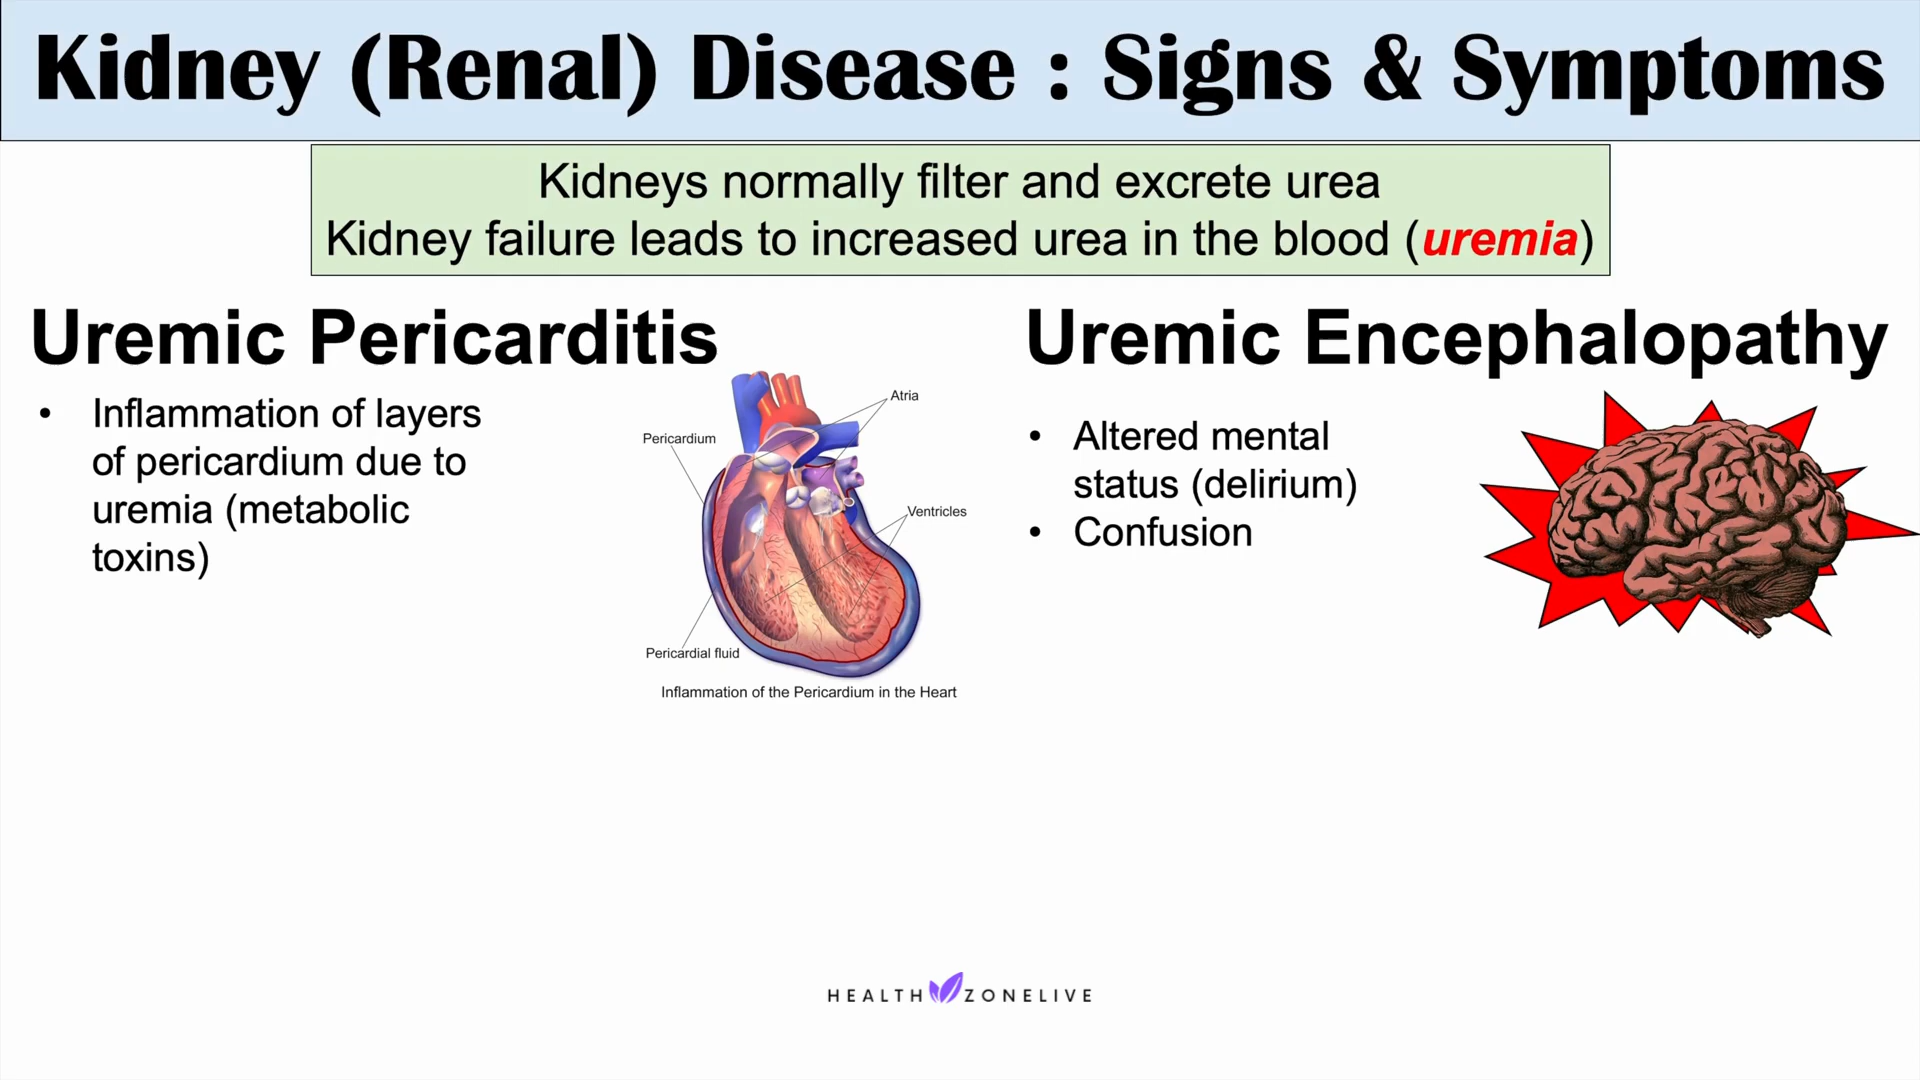 Kidney (Renal) Disease : Signs & Symptoms
Kidneys normally filter and excrete urea
Kidney failure leads to increased urea in the blood (uremia)
Uremic Pericarditis
• Inflammation of layers
of pericardium due to
uremia (metabolic
toxins)
Atria
Pericardium
Ventricles
Pericardial fluid
Inflammation of the Pericardium in the Heart
Uremic Encephalopathy
• Altered mental
status (delirium)
• Confusion
HEALTH ZONELIVE